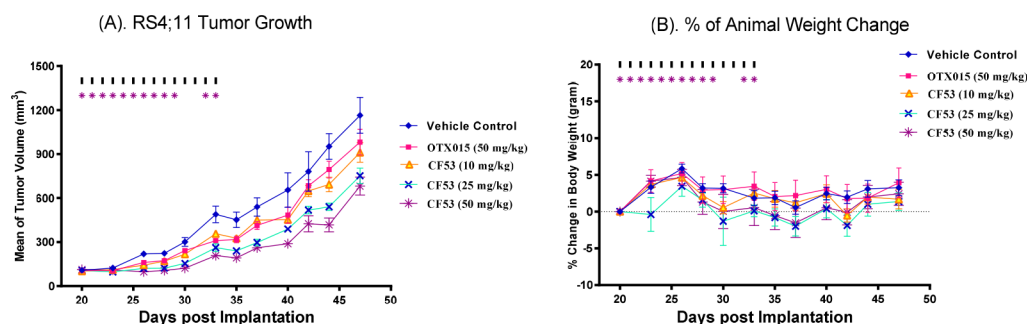 (A). RS4;11 Tumor Growth
Mean of Tumor Volume (mm³)
1500
1200
900
600
300
0
20 25 30 35 40 45 50
Days post Implantation
Vehicle Control
OTX015 (50 mg/kg)
CF53 (10 mg/kg)
CF53 (25 mg/kg)
CF53 (50 mg/kg)
(B). % of Animal Weight Change
% Change in Body Weight (gram)
20
15
10
5
0
-5
-10
20 25 30 35 40 45 50
Days post Implantation
Vehicle Control
OTX015 (50 mg/kg)
CF53 (10 mg/kg)
CF53 (25 mg/kg)
CF53 (50 mg/kg)